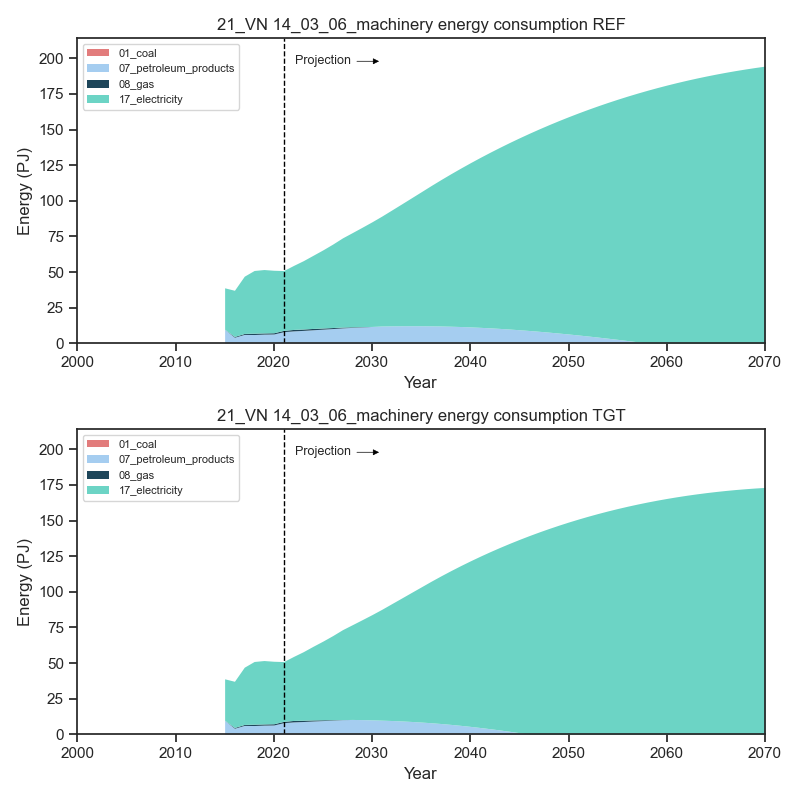 21_VN 14_03_06_machinery energy consumption REF
01_coal
07_petroleum_products
08_gas
17_electricity
Projection
200
175
150
125
100
75
50
25
0
Energy (PJ)
2000 2010 2020 2030 2040 2050 2060 2070
Year
21_VN 14_03_06_machinery energy consumption TGT
01_coal
07_petroleum_products
08_gas
17_electricity
Projection
200
175
150
125
100
75
50
25
0
Energy (PJ)
2000 2010 2020 2030 2040 2050 2060 2070
Year